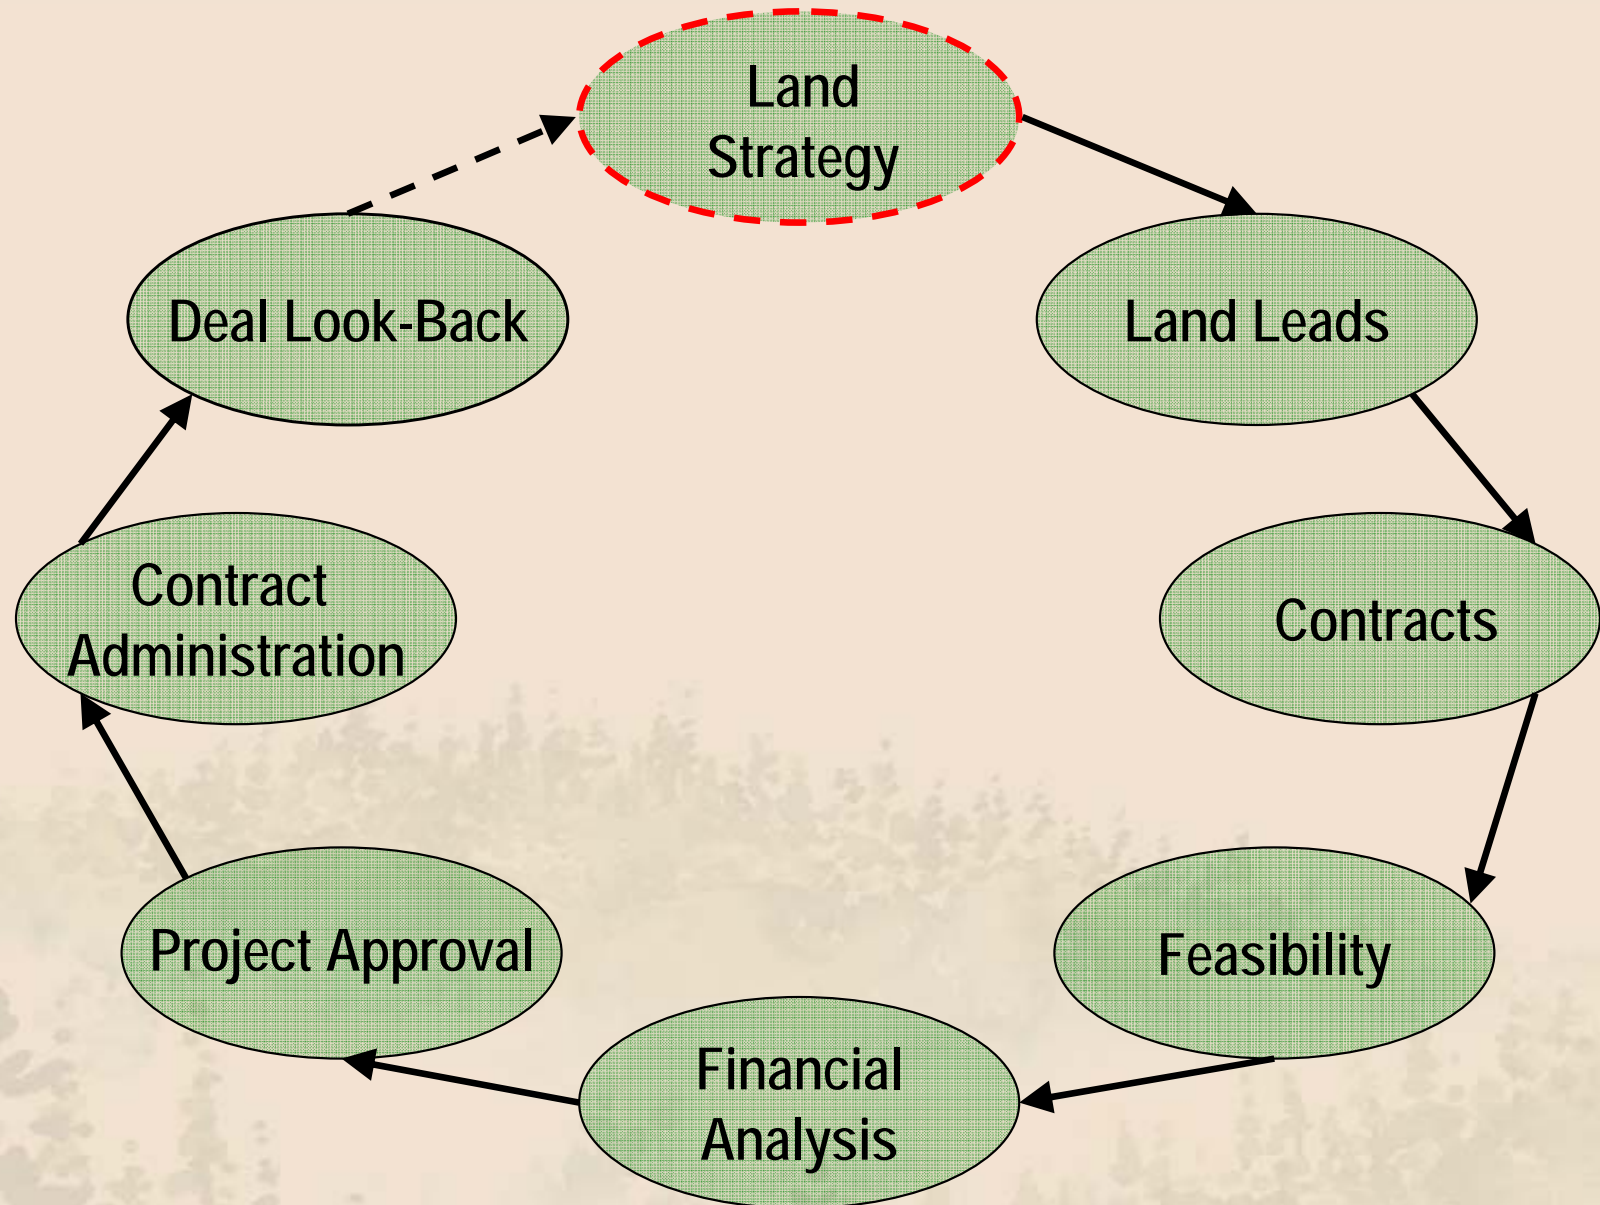 Land
Strategy
Land Leads
Contracts
Feasibility
Financial
Analysis
Project Approval
Contract
Administration
Deal Look-Back